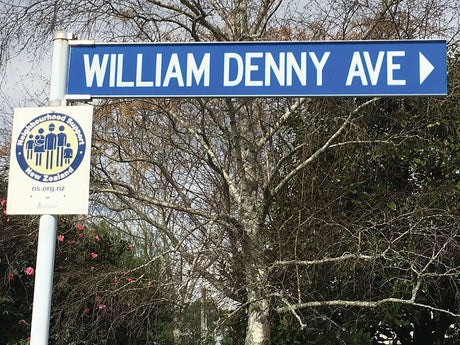 WILLIAM DENNY AVE
Neighbourhood Support
New Zealand
ns.org.nz